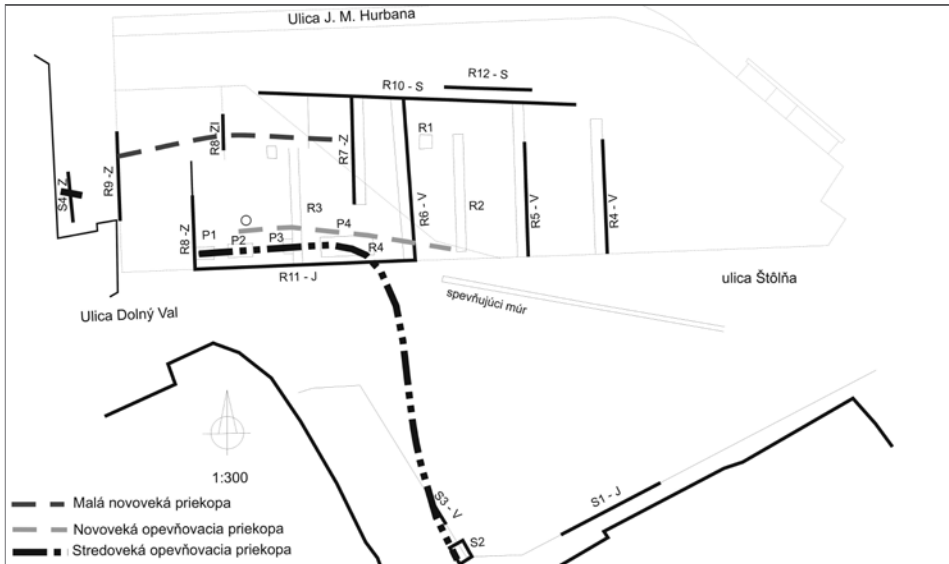 Ulica J. M. Hurbana
R12 - S
R10 - S
R8 - ZI
R7 -Z
R1
R9 -Z
S4 - Z
R6 - V
R2
R5 - V
R4 - V
R3
P4
R8 -Z
P1
P2
P3
R4
R11 - J
ulica Štôlňa
spevňujúci múr
Ulica Dolný Val
1:300
S1 - J
S3 - V
S2
Malá novoveká priekopa
Novoveká opevňovacia priekopa
Stredoveká opevňovacia priekopa